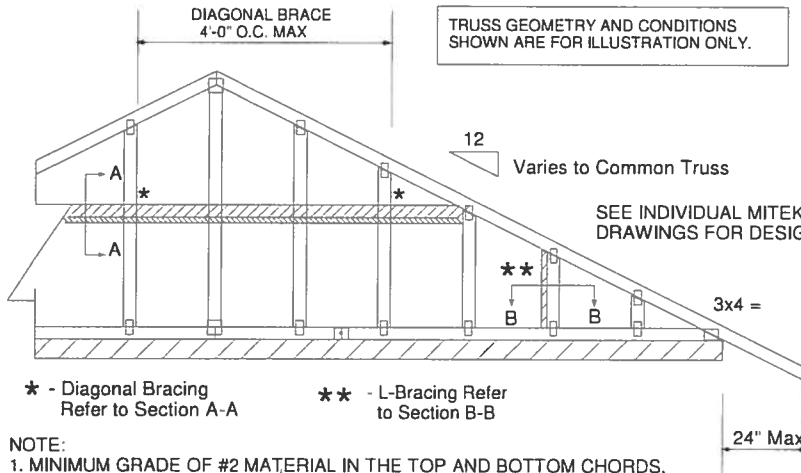 DIAGONAL BRACE
4'-0" O.C. MAX
TRUSS GEOMETRY AND CONDITIONS
SHOWN ARE FOR ILLUSTRATION ONLY.
12
Varies to Common Truss
A
*
*
SEE INDIVIDUAL MITEK
DRAWINGS FOR DESIG
A
**
B
B
3x4 =
* - Diagonal Bracing
Refer to Section A-A
** - L-Bracing Refer
to Section B-B
24" Max
NOTE:
1. MINIMUM GRADE OF #2 MATERIAL IN THE TOP AND BOTTOM CHORDS.